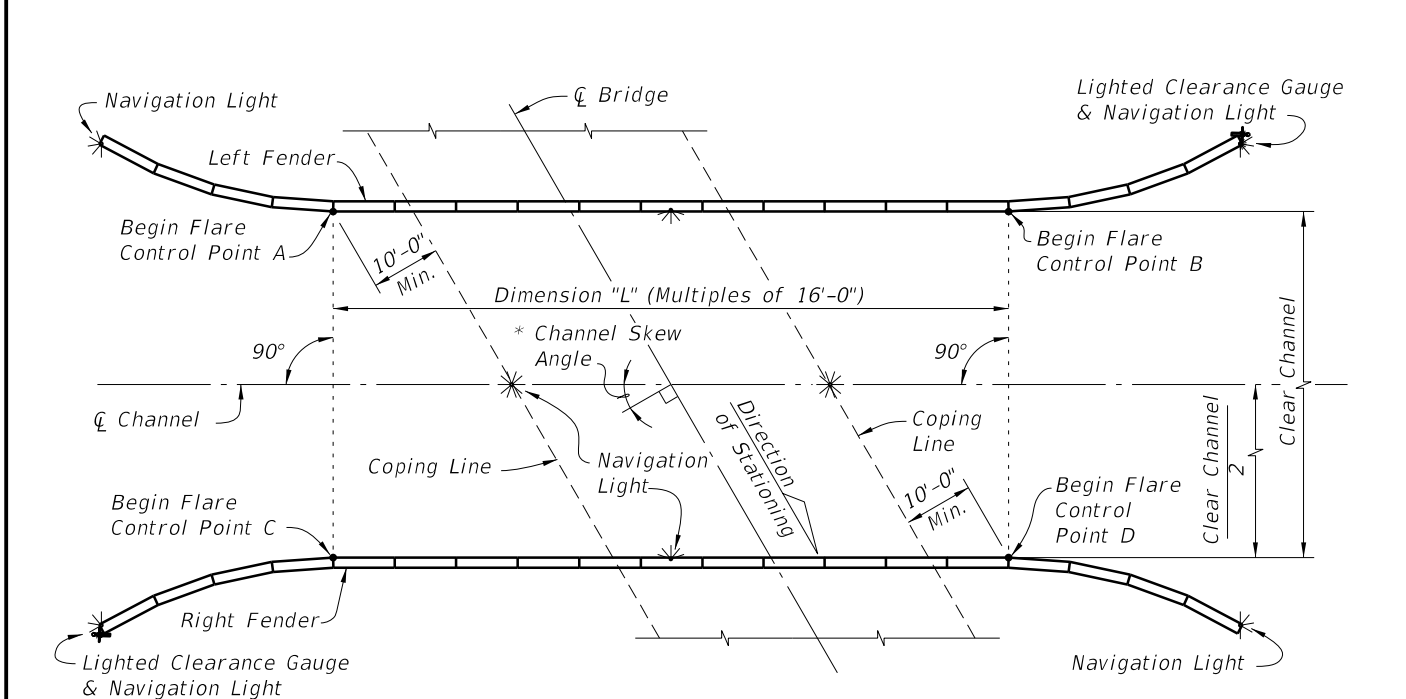 Lighted Clearance Gauge
& Navigation Light
Navigation Light
℄ Bridge
Left Fender
Begin Flare
Control Point A
10'-0"
Min.
Begin Flare
Control Point B
Dimension "L" (Multiples of 16'-0")
* Channel Skew
Angle
90°
90°
Clear Channel
℄ Channel
Coping Line
Navigation
Light
Direction
of Stationing
Coping
Line
Clear Channel
2
10'-0"
Min.
Begin Flare
Control Point C
Begin Flare
Control
Point D
Right Fender
Lighted Clearance Gauge
& Navigation Light
Navigation Light